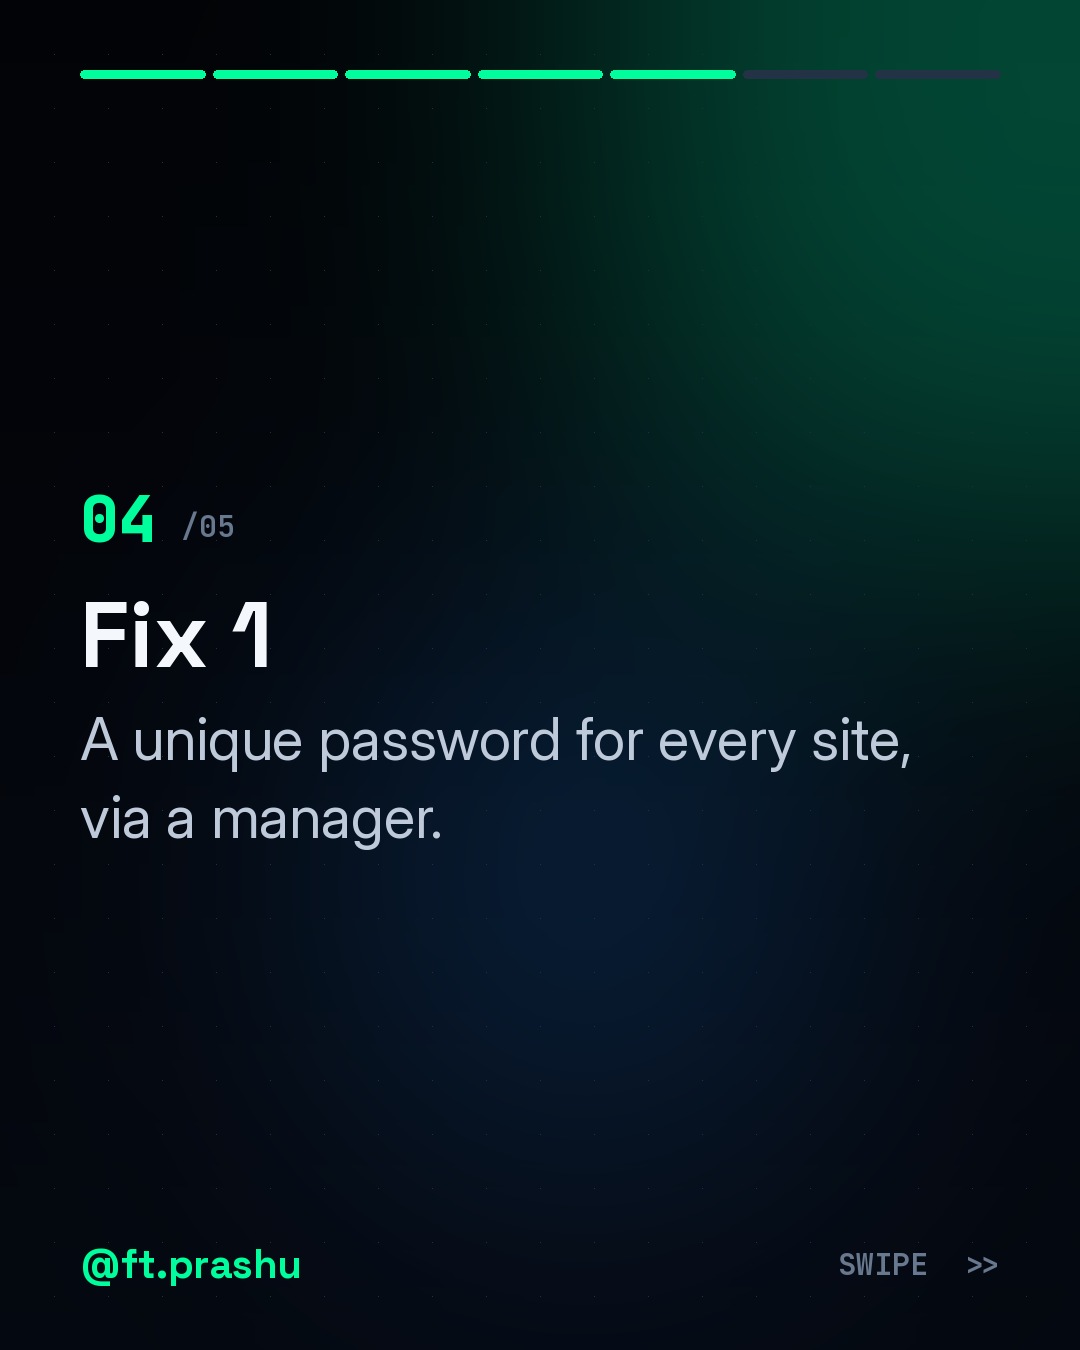 04 /05
Fix 1
A unique password for every site,
via a manager.
@ft.prashu
SWIPE >>